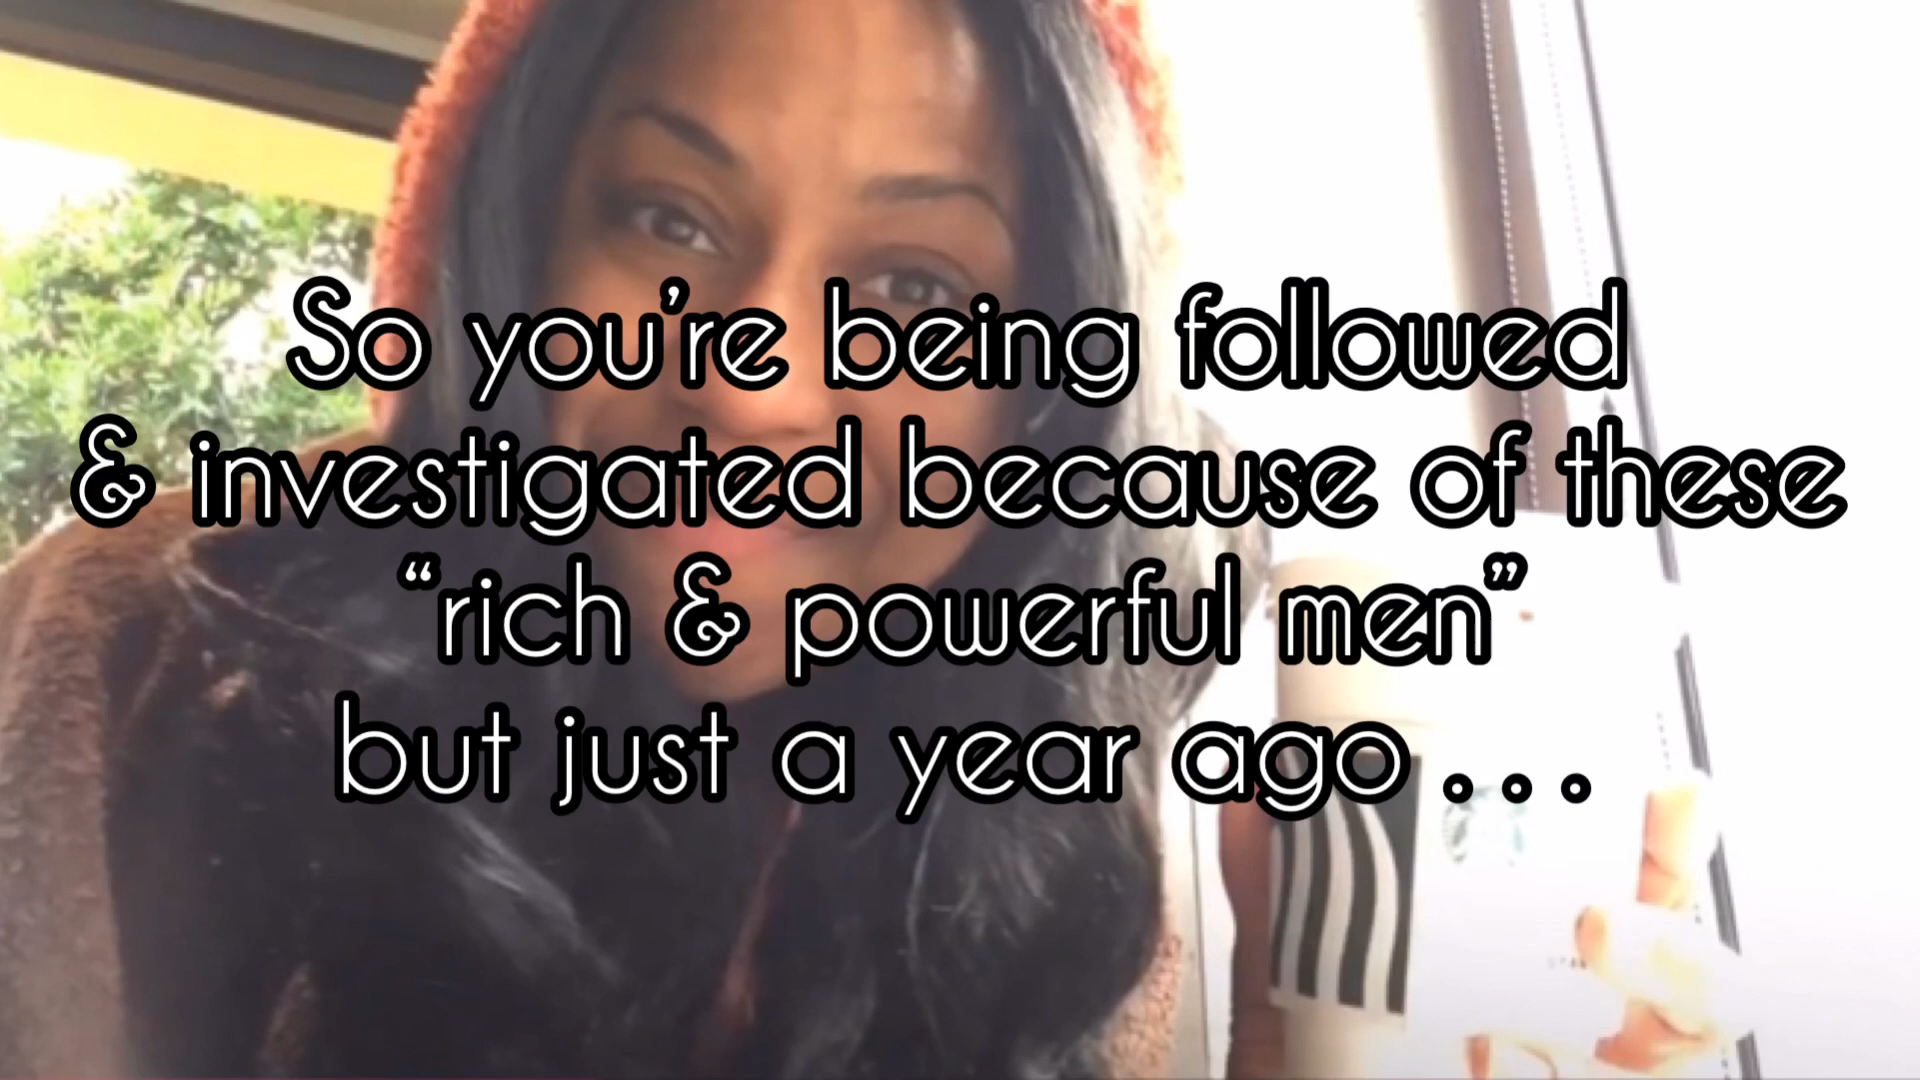 So you’re being followed
& investigated because of these
“rich & powerful men”
but just a year ago . . .